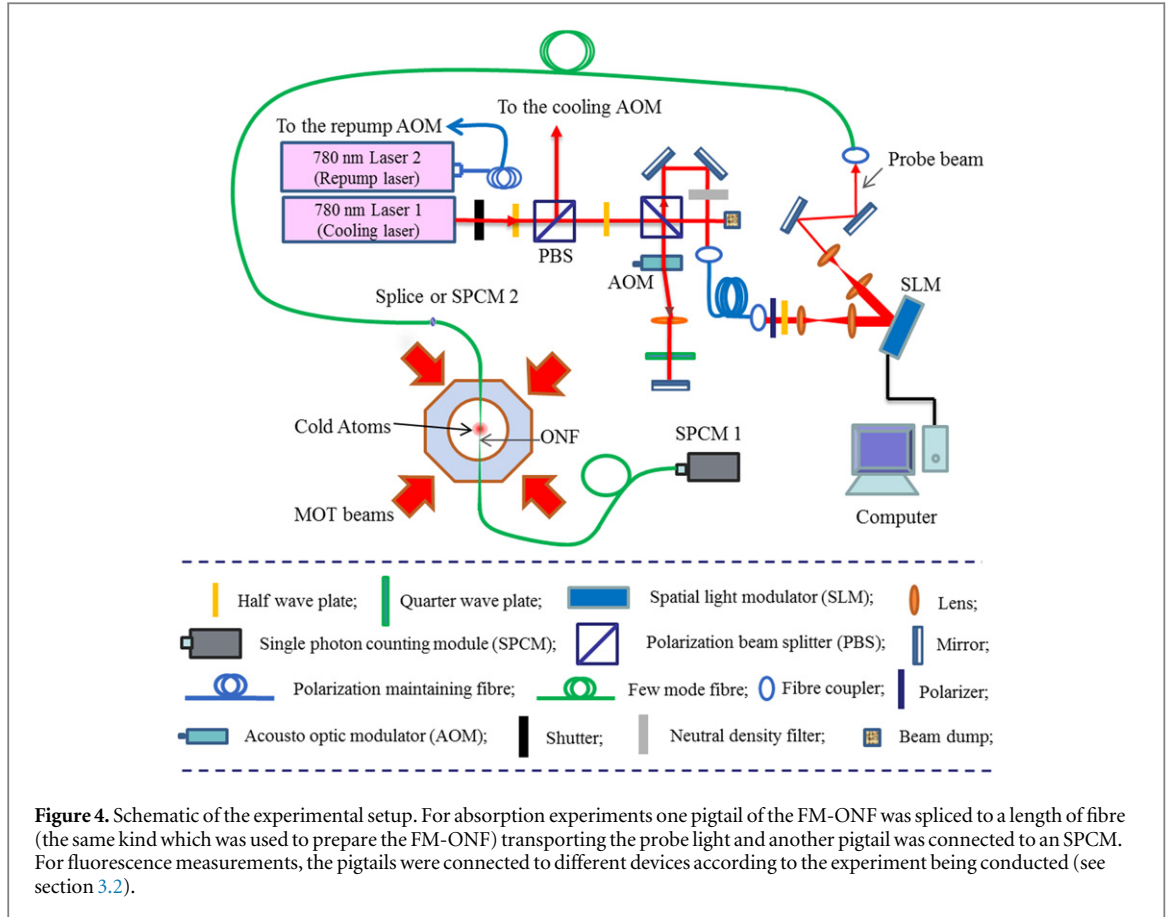 To the cooling AOM
To the repump AOM
780 nm Laser 2
(Repump laser)
780 nm Laser 1
(Cooling laser)
PBS
AOM
Probe beam
SLM
Splice or SPCM 2
Cold Atoms
ONF
SPCM 1
MOT beams
Computer
Half wave plate; Quarter wave plate; Spatial light modulator (SLM); Lens;
Single photon counting module (SPCM); Polarization beam splitter (PBS); Mirror;
Polarization maintaining fibre; Few mode fibre; Fibre coupler; Polarizer;
Acousto optic modulator (AOM); Shutter; Neutral density filter; Beam dump;
Figure 4. Schematic of the experimental setup. For absorption experiments one pigtail of the FM-ONF was spliced to a length of fibre
(the same kind which was used to prepare the FM-ONF) transporting the probe light and another pigtail was connected to an SPCM.
For fluorescence measurements, the pigtails were connected to different devices according to the experiment being conducted (see
section 3.2).